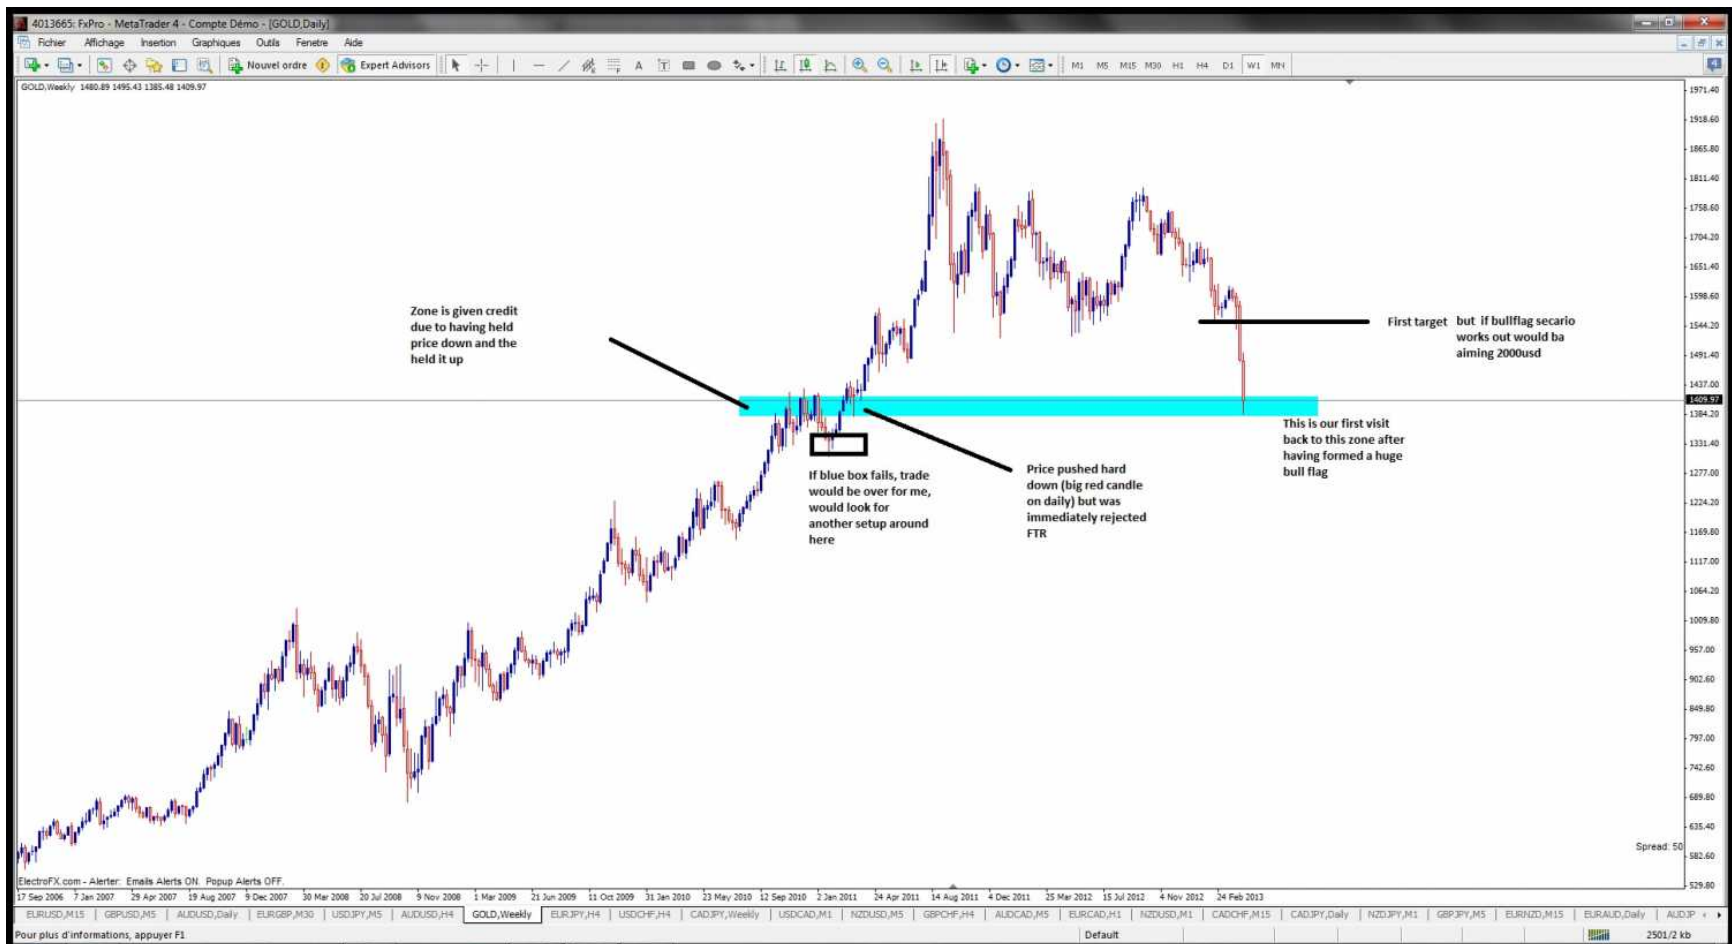 4013665: FxPro - MetaTrader 4 - Compte Démo - [GOLD,Daily]
Fichier Affichage Insertion Graphiques Outils Fenetre Aide
Nouvel ordre Expert Advisors A T M1 M5 M15 M30 H1 H4 D1 W1 MN 4
GOLD,Weekly 1480.89 1495.43 1385.48 1409.97
1971.40
1918.60
1865.80
1811.40
1758.60
1704.20
1651.40
1598.60
1544.20
1491.40
1437.00
1409.97
1384.20
1331.40
1277.00
1224.20
1169.80
1117.00
1064.20
1009.80
957.00
902.60
849.80
797.00
742.60
689.80
635.40
582.60
529.80
Zone is given credit
due to having held
price down and the
held it up
First target but if bullflag secario
works out would ba
aiming 2000usd
This is our first visit
back to this zone after
having formed a huge
bull flag
If blue box fails, trade
would be over for me,
would look for
another setup around
here
Price pushed hard
down (big red candle
on daily) but was
immediately rejected
FTR
Spread: 50
ElectroFX.com - Alerter: Emails Alerts ON. Popup Alerts OFF.
17 Sep 2006 7 Jan 2007 29 Apr 2007 19 Aug 2007 9 Dec 2007 30 Mar 2008 20 Jul 2008 9 Nov 2008 1 Mar 2009 21 Jun 2009 11 Oct 2009 31 Jan 2010 23 May 2010 12 Sep 2010 2 Jan 2011 24 Apr 2011 14 Aug 2011 4 Dec 2011 25 Mar 2012 15 Jul 2012 4 Nov 2012 24 Feb 2013
EURUSD,M15 GBPUSD,M5 AUDUSD,Daily EURGBP,M30 USDJPY,M5 AUDUSD,H4 GOLD,Weekly EURJPY,H4 USDCHF,H4 CADJPY,Weekly USDCAD,M1 NZDUSD,M5 GBPCHF,H4 AUDCAD,M5 EURCAD,H1 NZDUSD,M1 CADCHF,M15 CADJPY,Daily NZDJPY,M1 GBPJPY,M5 EURNZD,M15 EURAUD,Daily AUDJP
Pour plus d'informations, appuyer F1 Default 2501/2 kb